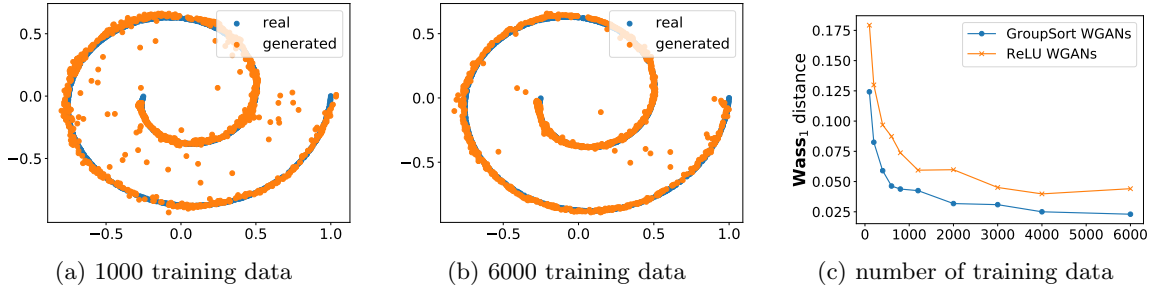 real
generated
0.5
0.0
−0.5
−0.5
0.0
0.5
1.0
(a) 1000 training data
real
generated
0.5
0.0
−0.5
−0.5
0.0
0.5
1.0
(b) 6000 training data
GroupSort WGANs
ReLU WGANs
Wass₁ distance
0.175
0.150
0.125
0.100
0.075
0.050
0.025
0
1000
2000
3000
4000
5000
6000
(c) number of training data